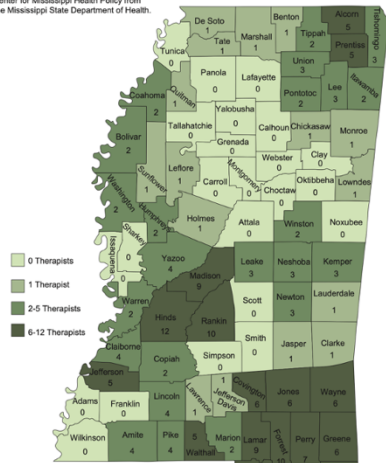 enter for Mississippi Health Policy from
e Mississippi State Department of Health.
De Soto
1
Benton
1
Alcorn
5
Tishomingo
3
Tunica
0
Tate
1
Marshall
1
Tippah
2
Prentiss
5
Panola
0
Lafayette
0
Union
3
Itawamba
2
Coahoma
2
Quitman
1
Pontotoc
2
Lee
3
Yalobusha
0
Bolivar
2
Tallahatchie
0
Calhoun
0
Chickasaw
1
Monroe
1
Grenada
0
Sunflower
1
Leflore
1
Webster
0
Clay
0
Montgomery
0
Carroll
0
Choctaw
0
Oktibbeha
0
Lowndes
1
Washington
2
Humphreys
2
Holmes
1
Attala
0
Winston
2
Noxubee
0
Sharkey
0
Issaquena
0
Yazoo
4
Madison
9
Leake
3
Neshoba
3
Kemper
3
0 Therapists
1 Therapist
2-5 Therapists
6-12 Therapists
Warren
2
Hinds
12
Rankin
10
Scott
0
Newton
3
Lauderdale
1
Claiborne
4
Copiah
2
Simpson
0
Smith
0
Jasper
1
Clarke
1
Jefferson
5
Adams
0
Franklin
0
Lincoln
4
Lawrence
1
Jefferson
Davis
1
Covington
6
Jones
6
Wayne
6
Wilkinson
0
Amite
4
Pike
4
Walthall
5
Marion
2
Lamar
9
Forrest
10
Perry
7
Greene
6